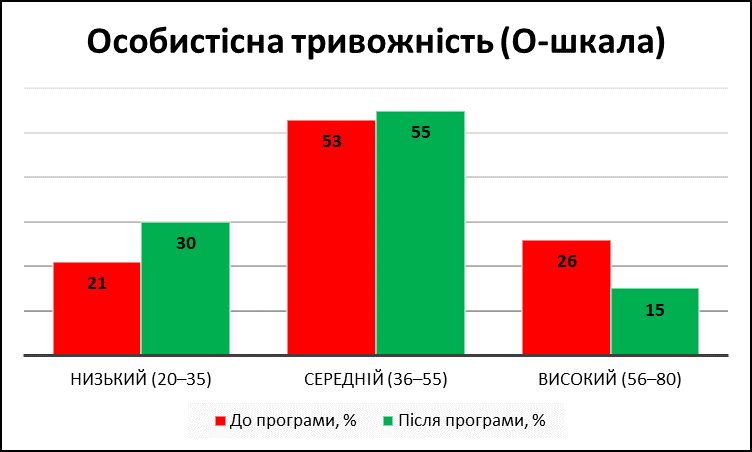 Особистісна тривожність (О-шкала)
21
30
53
55
26
15
НИЗЬКИЙ (20–35)
СЕРЕДНІЙ (36–55)
ВИСОКИЙ (56–80)
До програми, %
Після програми, %